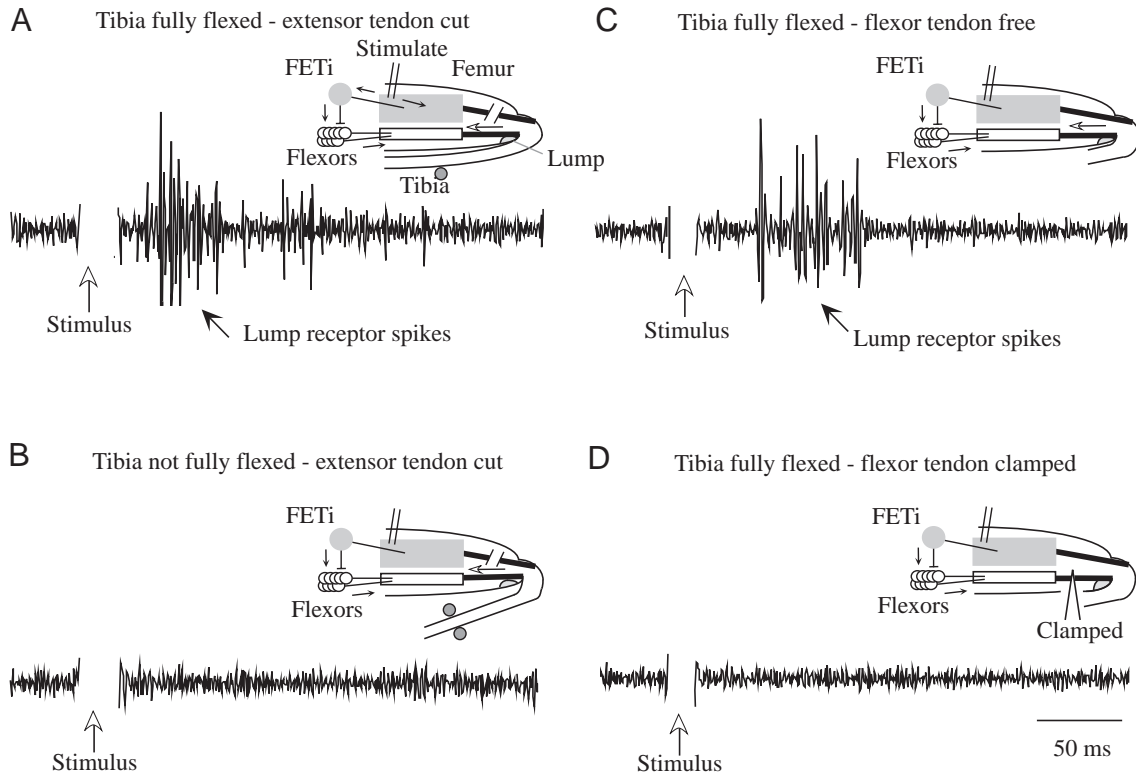 A
Tibia fully flexed - extensor tendon cut
Stimulate
FETi
Femur
Flexors
Lump
Tibia
Stimulus
Lump receptor spikes
C
Tibia fully flexed - flexor tendon free
FETi
Flexors
Stimulus
Lump receptor spikes
B
Tibia not fully flexed - extensor tendon cut
FETi
Flexors
Stimulus
D
Tibia fully flexed - flexor tendon clamped
FETi
Flexors
Clamped
Stimulus
50 ms